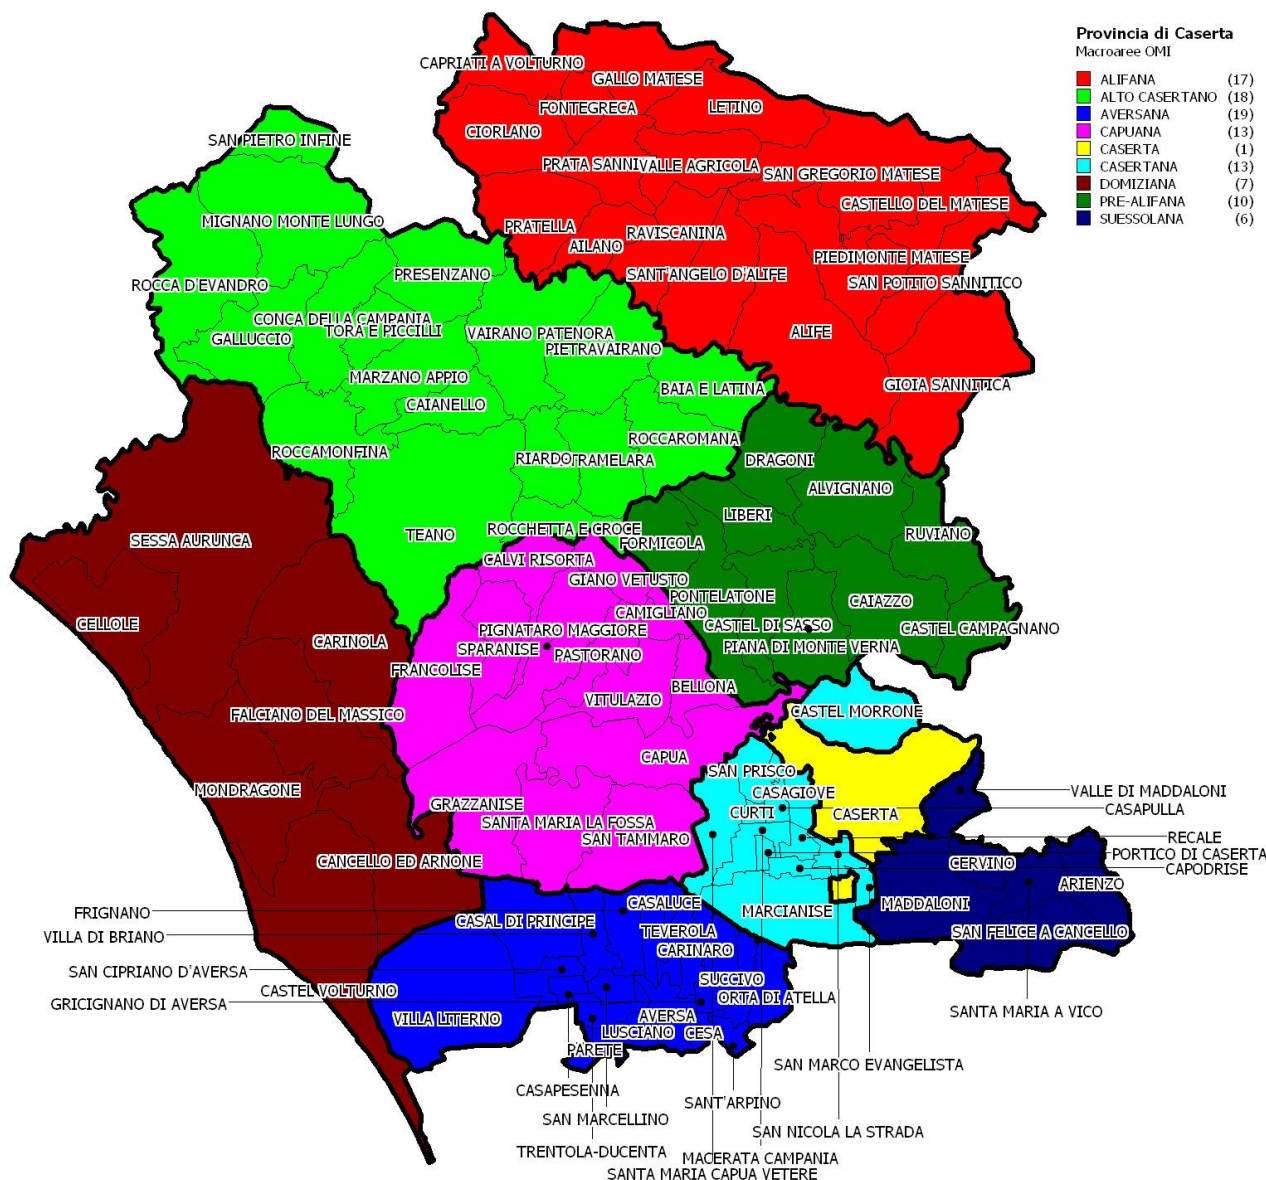 Provincia di Caserta
Macroaree OMI
ALIFANA (17)
ALTO CASERTANO (18)
AVERSANA (19)
CAPUANA (13)
CASERTA (1)
CASERTANA (13)
DOMIZIANA (7)
PRE-ALIFANA (10)
SUESSOLANA (6)
CAPRIATI A VOLTURNO
GALLO MATESE
FONTEGRECA
LETINO
CIORLANO
SAN PIETRO INFINE
PRATA SANNI
VALLE AGRICOLA
SAN GREGORIO MATESE
CASTELLO DEL MATESE
MIGNANO MONTE LUNGO
PRATELLA
RAVISCANINA
AILANO
PIEDIMONTE MATESE
PRESENZANO
SANT'ANGELO D'ALIFE
SAN POTITO SANNITICO
ROCCA D'EVANDRO
CONCA DELLA CAMPANIA
TORA E PICCILLI
VAIRANO PATENORA
ALIFE
GALLUCCIO
PIETRAVAIRANO
MARZANO APPIO
BAIA E LATINA
GIOIA SANNITICA
CAIANELLO
ROCCAROMANA
ROCCAMONFINA
RIARDO
TRAMELARA
DRAGONI
ALVIGNANO
LIBERI
ROCCHETTA E CROCE
TEANO
RUVIANO
SESSA AURUNCA
FORMICOLA
CALVI RISORTA
GIANO VETUSTO
PONTELATONE
CAIAZZO
CAMIGLIANO
CELLOLE
CASTEL DI SASSO
CASTEL CAMPAGNANO
PIGNATARO MAGGIORE
CARINOLA
SPARANISE
PASTORANO
PIANA DI MONTE VERNA
FRANCOLISE
BELLONA
VITULAZIO
FALCIANO DEL MASSICO
CASTEL MORRONE
CAPUA
SAN PRISCO
MONDRAGONE
CASAGIOVE
VALLE DI MADDALONI
GRAZZANISE
CASAPULLA
CURTI
CASERTA
SANTA MARIA LA FOSSA
SAN TAMMARO
RECALE
PORTICO DI CASERTA
CANCELLO ED ARNONE
CERVINO
CAPODRISE
ARIENZO
CASALUCE
MADDALONI
FRIGNANO
MARCIANISE
CASAL DI PRINCIPE
TEVEROLA
SAN FELICE A CANCELLO
VILLA DI BRIANO
CARINARO
SAN CIPRIANO D'AVERSA
SUCCIVO
CASTEL VOLTURNO
ORTA DI ATELLA
GRICIGNANO DI AVERSA
SANTA MARIA A VICO
VILLA LITERNO
AVERSA
LUSCIANO
CESA
PARETE
SAN MARCO EVANGELISTA
CASAPESENNA
SANT'ARPINO
SAN MARCELLINO
SAN NICOLA LA STRADA
TRENTOLA-DUCENTA
MACERATA CAMPANIA
SANTA MARIA CAPUA VETERE